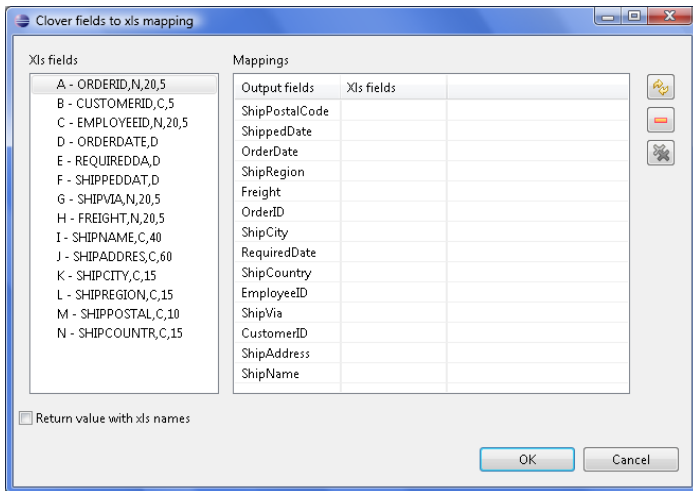 Clover fields to xls mapping
Xls fields
A - ORDERID,N,20,5
B - CUSTOMERID,C,5
C - EMPLOYEEID,N,20,5
D - ORDERDATE,D
E - REQUIREDDA,D
F - SHIPPEDDAT,D
G - SHIPVIA,N,20,5
H - FREIGHT,N,20,5
I - SHIPNAME,C,40
J - SHIPADDRES,C,60
K - SHIPCITY,C,15
L - SHIPREGION,C,15
M - SHIPPOSTAL,C,10
N - SHIPCOUNTR,C,15
Mappings
Output fields Xls fields
ShipPostalCode
ShippedDate
OrderDate
ShipRegion
Freight
OrderID
ShipCity
RequiredDate
ShipCountry
EmployeeID
ShipVia
CustomerID
ShipAddress
ShipName
Return value with xls names
OK Cancel